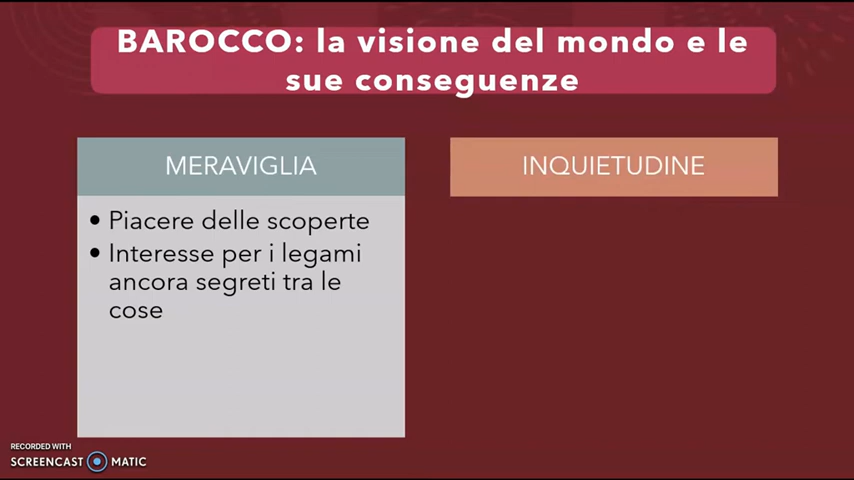 BAROCCO: la visione del mondo e le
sue conseguenze
MERAVIGLIA
• Piacere delle scoperte
• Interesse per i legami
ancora segreti tra le
cose
INQUIETUDINE
RECORDED WITH
SCREENCAST MATIC